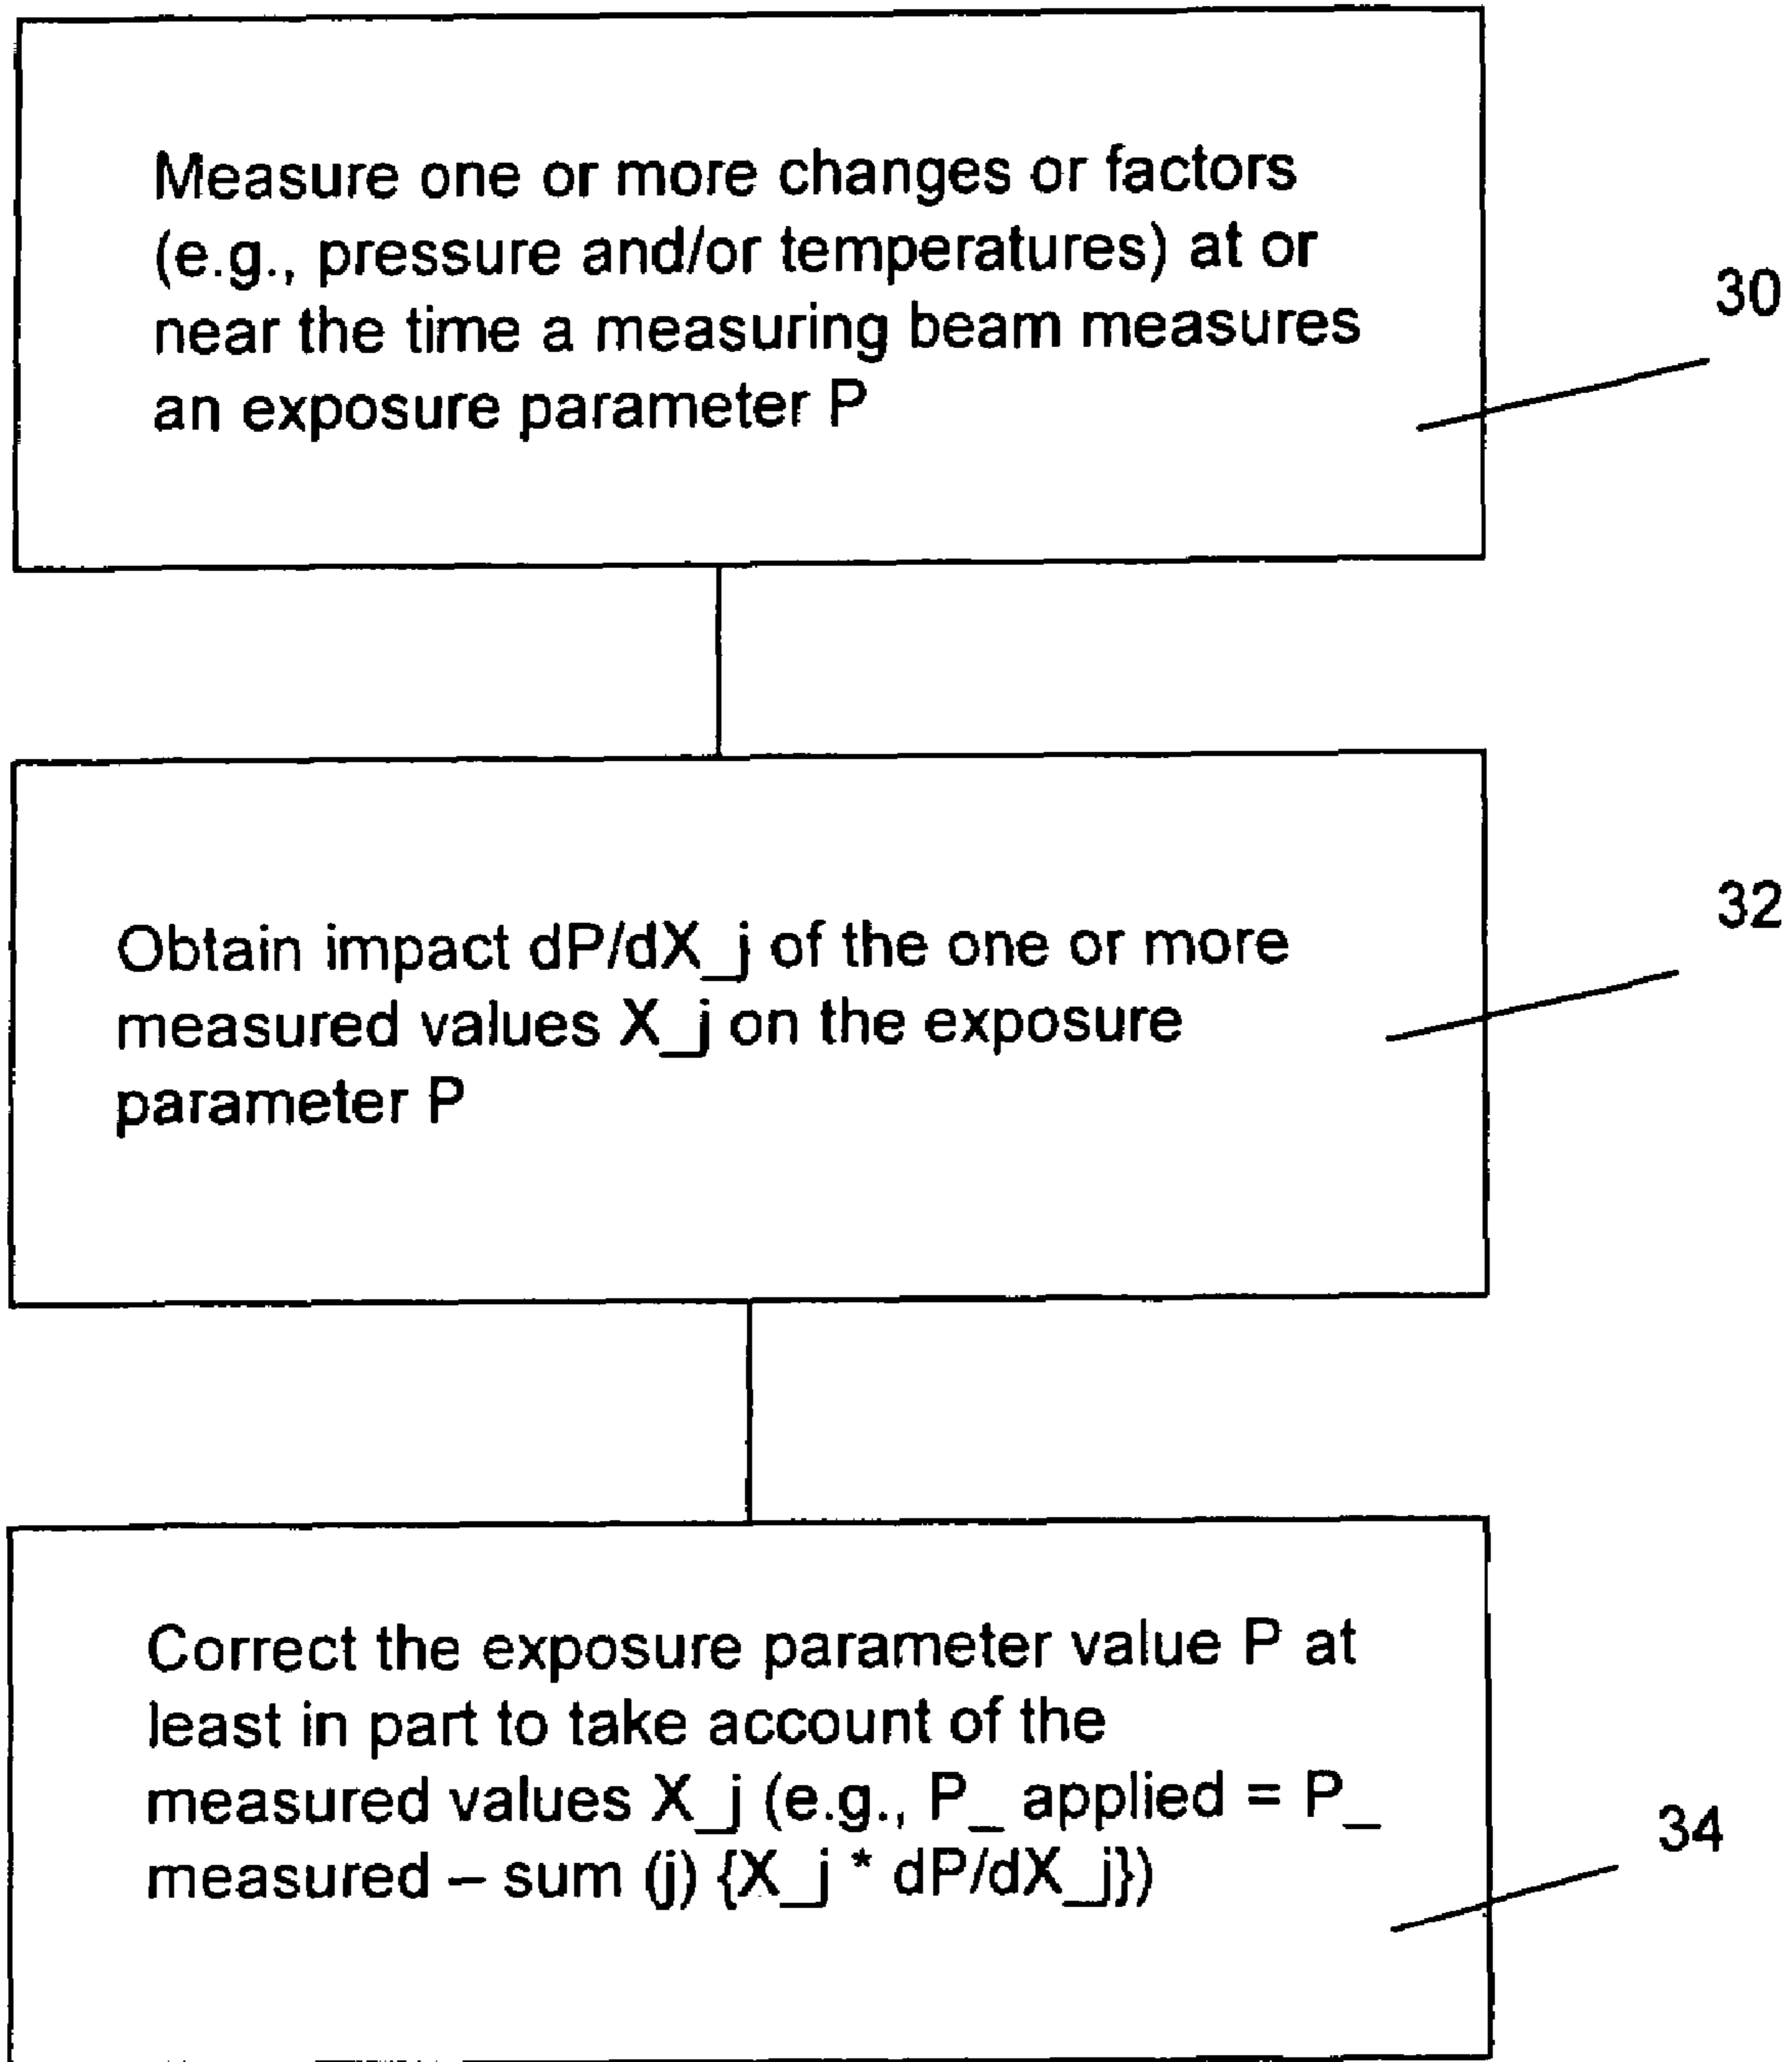 Measure one or more changes or factors
(e.g., pressure and/or temperatures) at or
near the time a measuring beam measures
an exposure parameter P
30
Obtain impact dP/dX_j of the one or more
measured values X_j on the exposure
parameter P
32
Correct the exposure parameter value P at
least in part to take account of the
measured values X_j (e.g., P_ applied = P_
measured – sum (j) {X_j * dP/dX_j})
34